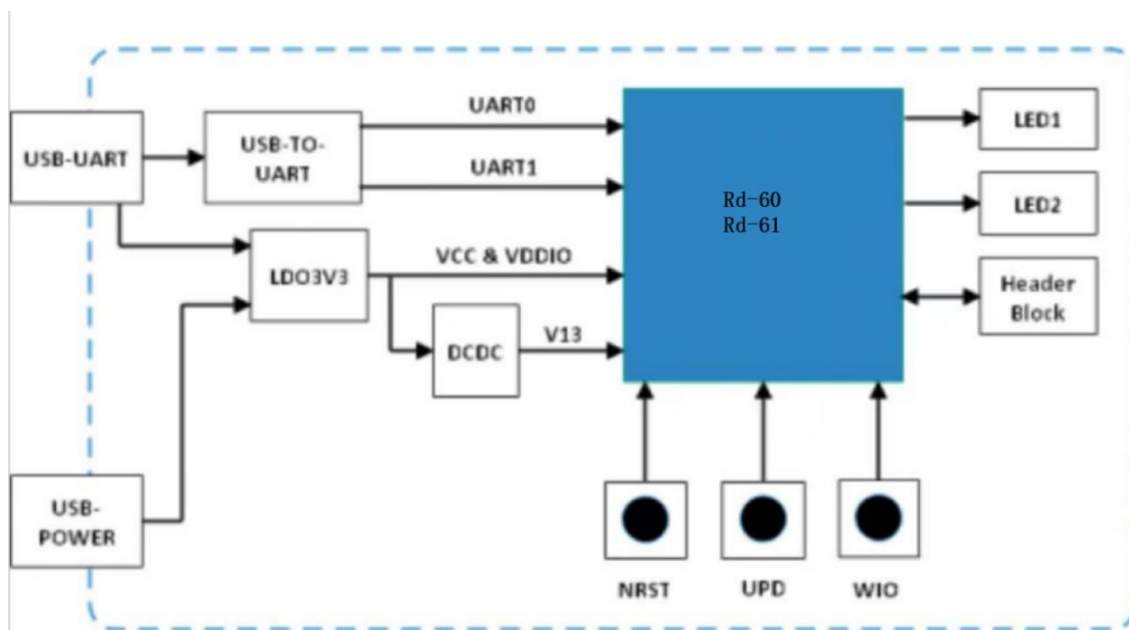 UART0
USB-UART
USB-TO-
UART
UART1
LED1
Rd-60
Rd-61
LED2
VCC & VDDIO
LDO3V3
Header
Block
V13
DCDC
USB-
POWER
NRST
UPD
WIO